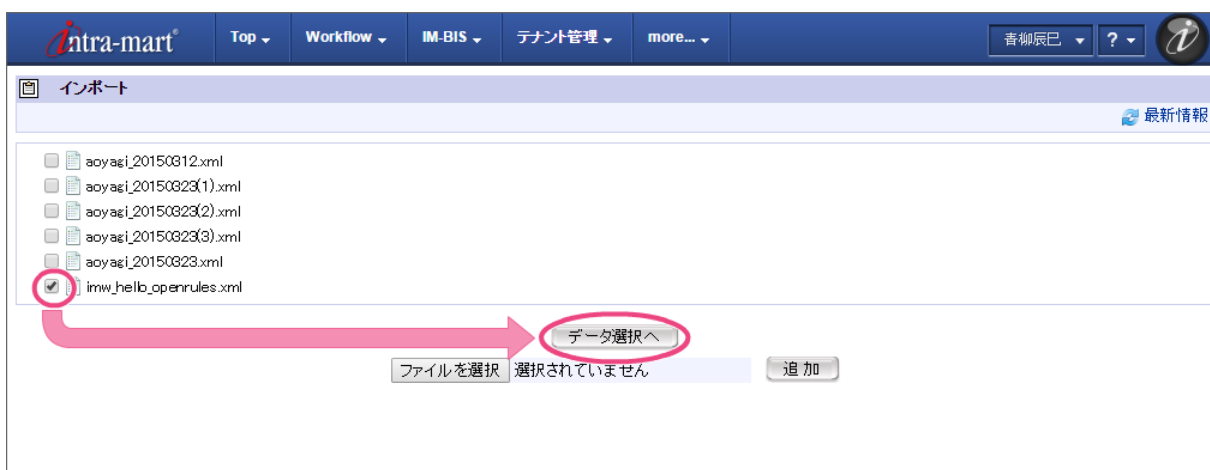 intra-mart® Top Workflow IM-BIS テナント管理 more... 青柳辰巳 ?
インポート
最新情報
aoyagi_20150312.xml
aoyagi_20150323(1).xml
aoyagi_20150323(2).xml
aoyagi_20150323(3).xml
aoyagi_20150323.xml
imw_hello_openrules.xml
データ選択へ
ファイルを選択 選択されていません 追加